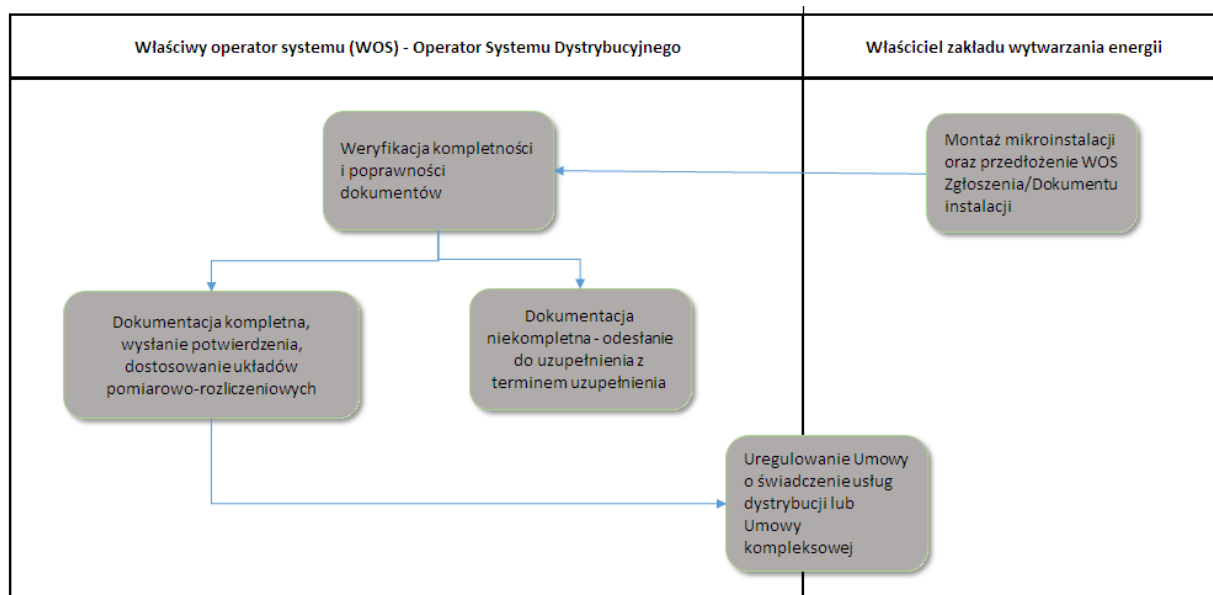 Właściwy operator systemu (WOS) - Operator Systemu Dystrybucyjnego
Właściciel zakładu wytwarzania energii
Weryfikacja kompletności
i poprawności
dokumentów
Montaż mikroinstalacji
oraz przedłożenie WOS
Zgłoszenia/Dokumentu
instalacji
Dokumentacja kompletna,
wysłanie potwierdzenia,
dostosowanie układów
pomiarowo-rozliczeniowych
Dokumentacja
niekompletna - odesłanie
do uzupełnienia z
terminem uzupełnienia
Uregulowanie Umowy
o świadczenie usług
dystrybucji lub
Umowy
kompleksowej